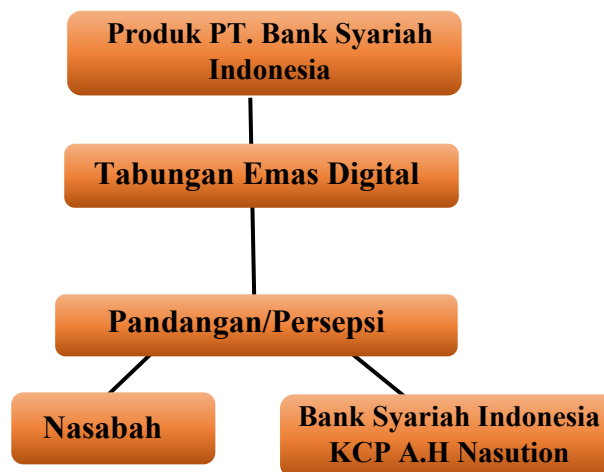 Produk PT. Bank Syariah
Indonesia
Tabungan Emas Digital
Pandangan/Persepsi
Nasabah
Bank Syariah Indonesia
KCP A.H Nasution